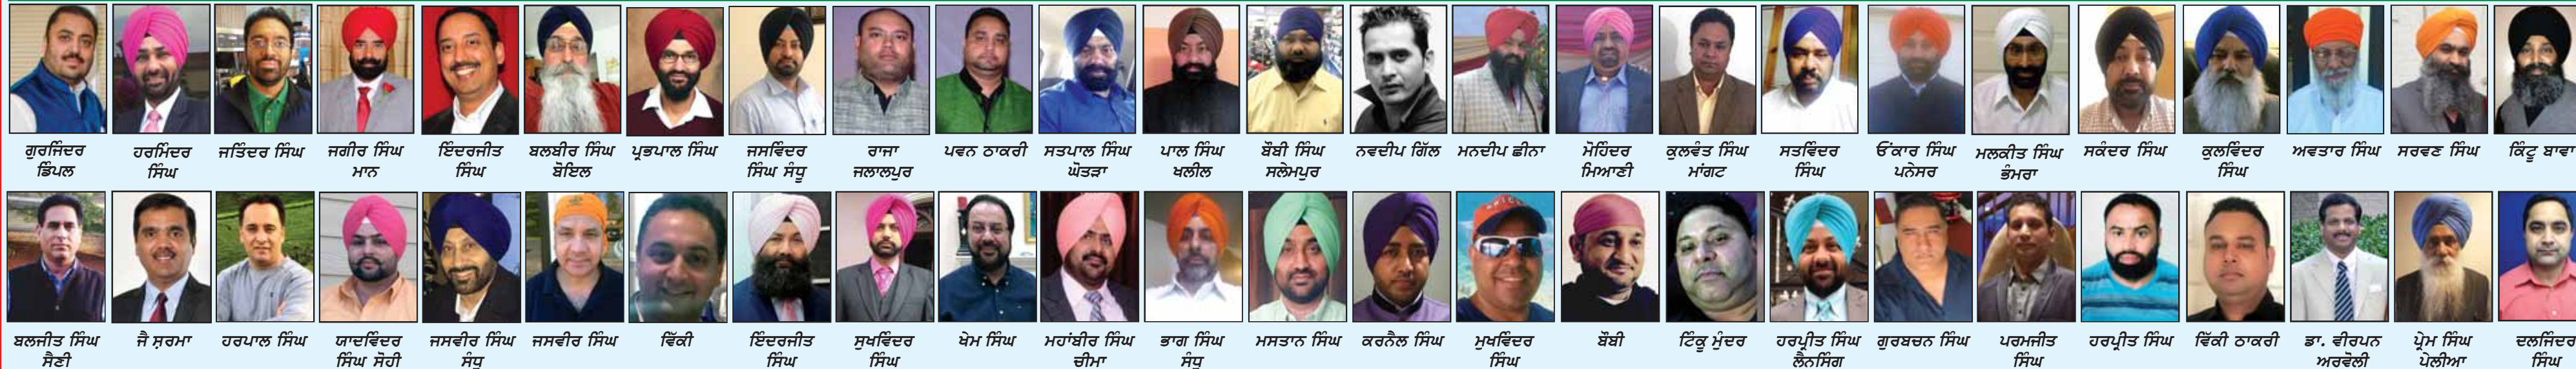 ਗੁਰਜਿੰਦਰ ਡਿੰਪਲ
ਹਰਮਿੰਦਰ ਸਿੰਘ
ਜਤਿੰਦਰ ਸਿੰਘ
ਜਗੀਰ ਸਿੰਘ ਮਾਨ
ਇੰਦਰਜੀਤ ਸਿੰਘ
ਬਲਬੀਰ ਸਿੰਘ ਬੋਇਲ
ਪ੍ਰਭਪਾਲ ਸਿੰਘ
ਜਸਵਿੰਦਰ ਸਿੰਘ ਸੰਧੂ
ਰਾਜਾ ਜਲਾਲਪੁਰ
ਪਵਨ ਠਾਕਰੀ
ਸਤਪਾਲ ਸਿੰਘ ਘੋਤੜਾ
ਪਾਲ ਸਿੰਘ ਖਲੀਲ
ਬੌਬੀ ਸਿੰਘ ਸਲੇਮਪੁਰ
ਨਵਦੀਪ ਗਿੱਲ
ਮਨਦੀਪ ਛੀਨਾ
ਮੋਹਿੰਦਰ ਮਿਆਣੀ
ਕੁਲਵੰਤ ਸਿੰਘ ਮਾਂਗਟ
ਸਤਵਿੰਦਰ ਸਿੰਘ
ਓਂਕਾਰ ਸਿੰਘ ਪਨੇਸਰ
ਮਲਕੀਤ ਸਿੰਘ ਭੰਮਰਾ
ਸਕੰਦਰ ਸਿੰਘ
ਕੁਲਵਿੰਦਰ ਸਿੰਘ
ਅਵਤਾਰ ਸਿੰਘ
ਸਰਵਣ ਸਿੰਘ
ਕਿੰਟੂ ਬਾਵਾ
ਬਲਜੀਤ ਸਿੰਘ ਸੈਣੀ
ਜੈ ਸ਼ਰਮਾ
ਹਰਪਾਲ ਸਿੰਘ
ਯਾਦਵਿੰਦਰ ਸਿੰਘ ਸੋਹੀ
ਜਸਵੀਰ ਸਿੰਘ ਸੰਧੂ
ਜਸਵੀਰ ਸਿੰਘ
ਵਿੱਕੀ
ਇੰਦਰਜੀਤ ਸਿੰਘ
ਸੁਖਵਿੰਦਰ ਸਿੰਘ
ਖੇਮ ਸਿੰਘ
ਮਹਾਂਬੀਰ ਸਿੰਘ ਚੀਮਾ
ਭਾਗ ਸਿੰਘ ਸੰਧੂ
ਮਸਤਾਨ ਸਿੰਘ
ਕਰਨੈਲ ਸਿੰਘ
ਮੁਖਵਿੰਦਰ ਸਿੰਘ
ਬੌਬੀ
ਟਿੰਕੂ ਮੁੰਦਰ
ਹਰਪ੍ਰੀਤ ਸਿੰਘ ਲੈਨਸਿੰਗ
ਗੁਰਬਚਨ ਸਿੰਘ
ਪਰਮਜੀਤ ਸਿੰਘ
ਹਰਪ੍ਰੀਤ ਸਿੰਘ
ਵਿੱਕੀ ਠਾਕਰੀ
ਡਾ. ਵੀਰਪਨ ਅਰਵੋਲੀ
ਪ੍ਰੇਮ ਸਿੰਘ ਪੇਲੀਆ
ਦਲਜਿੰਦਰ ਸਿੰਘ